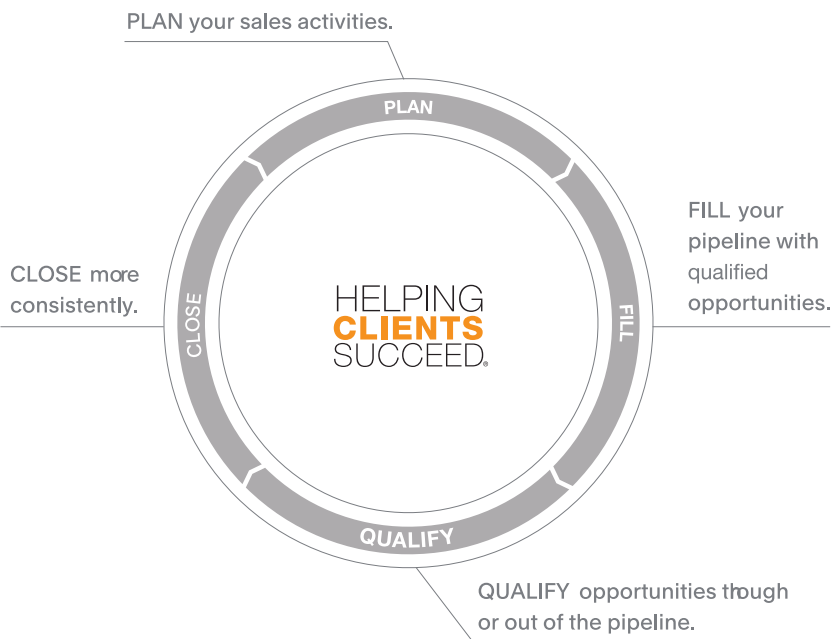 PLAN your sales activities.
PLAN
FILL your
pipeline with
qualified
opportunities.
FILL
CLOSE more
consistently.
CLOSE
HELPING
CLIENTS
SUCCEED®
QUALIFY
QUALIFY opportunities though
or out of the pipeline.